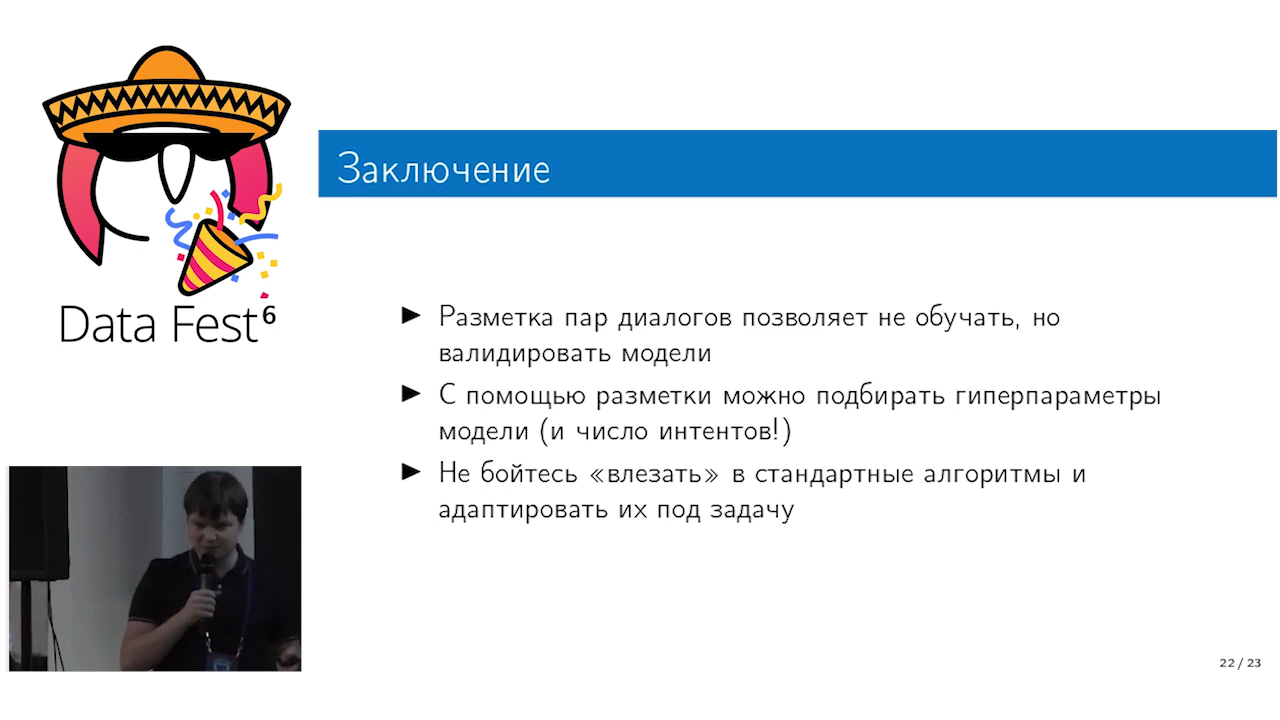 Data Fest⁶
Заключение
▶ Разметка пар диалогов позволяет не обучать, но
валидировать модели
▶ С помощью разметки можно подбирать гиперпараметры
модели (и число интентов!)
▶ Не бойтесь «влезать» в стандартные алгоритмы и
адаптировать их под задачу
22 / 23